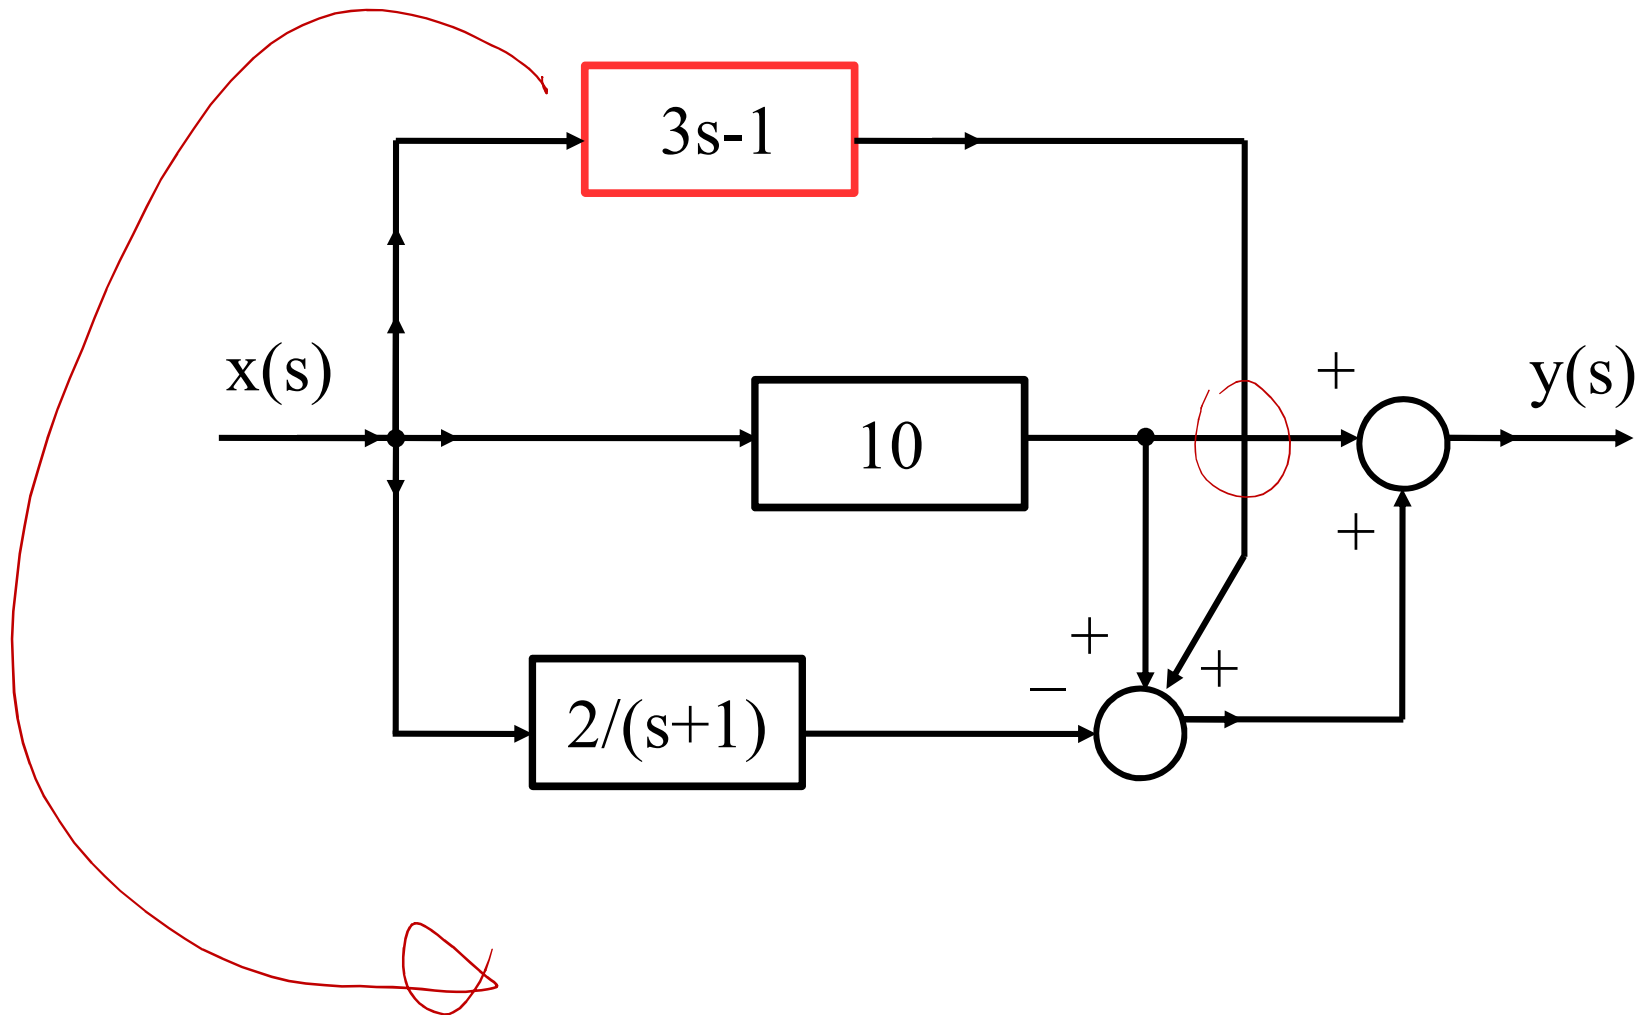 3s-1
x(s)
10
+
y(s)
+
+
+
−
2/(s+1)